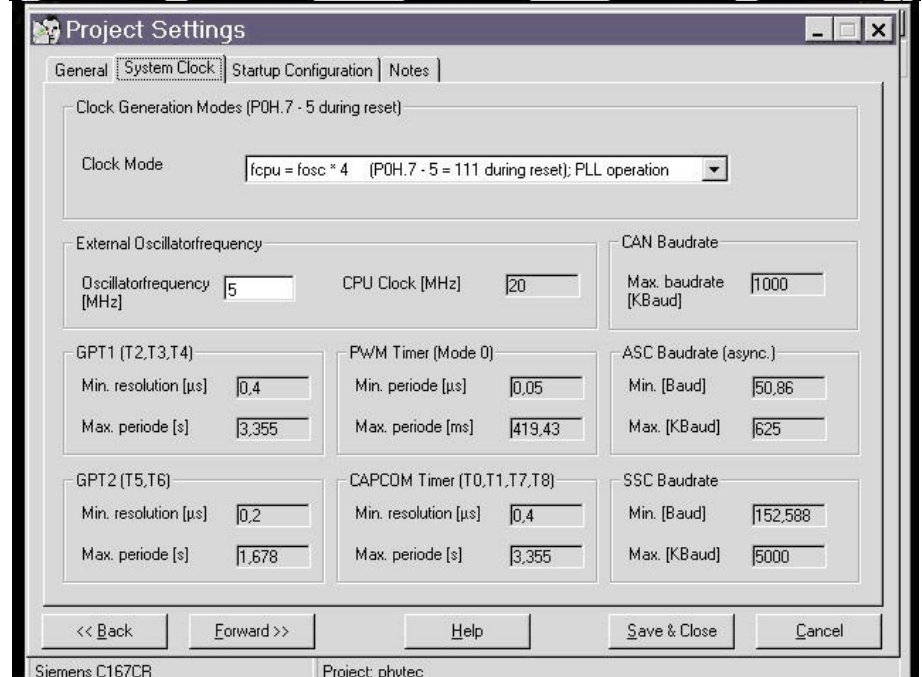 Project Settings
General System Clock Startup Configuration Notes
Clock Generation Modes (P0H.7 - 5 during reset)
Clock Mode fcpu = fosc * 4 (P0H.7 - 5 = 111 during reset); PLL operation
External Oscillatorfrequency
Oscillatorfrequency [MHz] 5 CPU Clock [MHz] 20
CAN Baudrate
Max. baudrate [KBaud] 1000
GPT1 (T2,T3,T4)
Min. resolution [µs] 0,4
Max. periode [s] 3,355
PWM Timer (Mode 0)
Min. periode [µs] 0,05
Max. periode [ms] 419,43
ASC Baudrate (async.)
Min. [Baud] 50,86
Max. [KBaud] 625
GPT2 (T5,T6)
Min. resolution [µs] 0,2
Max. periode [s] 1,678
CAPCOM Timer (T0,T1,T7,T8)
Min. resolution [µs] 0,4
Max. periode [s] 3,355
SSC Baudrate
Min. [Baud] 152,588
Max. [KBaud] 5000
<< Back Forward >> Help Save & Close Cancel
Siemens C167CR Project: phytec